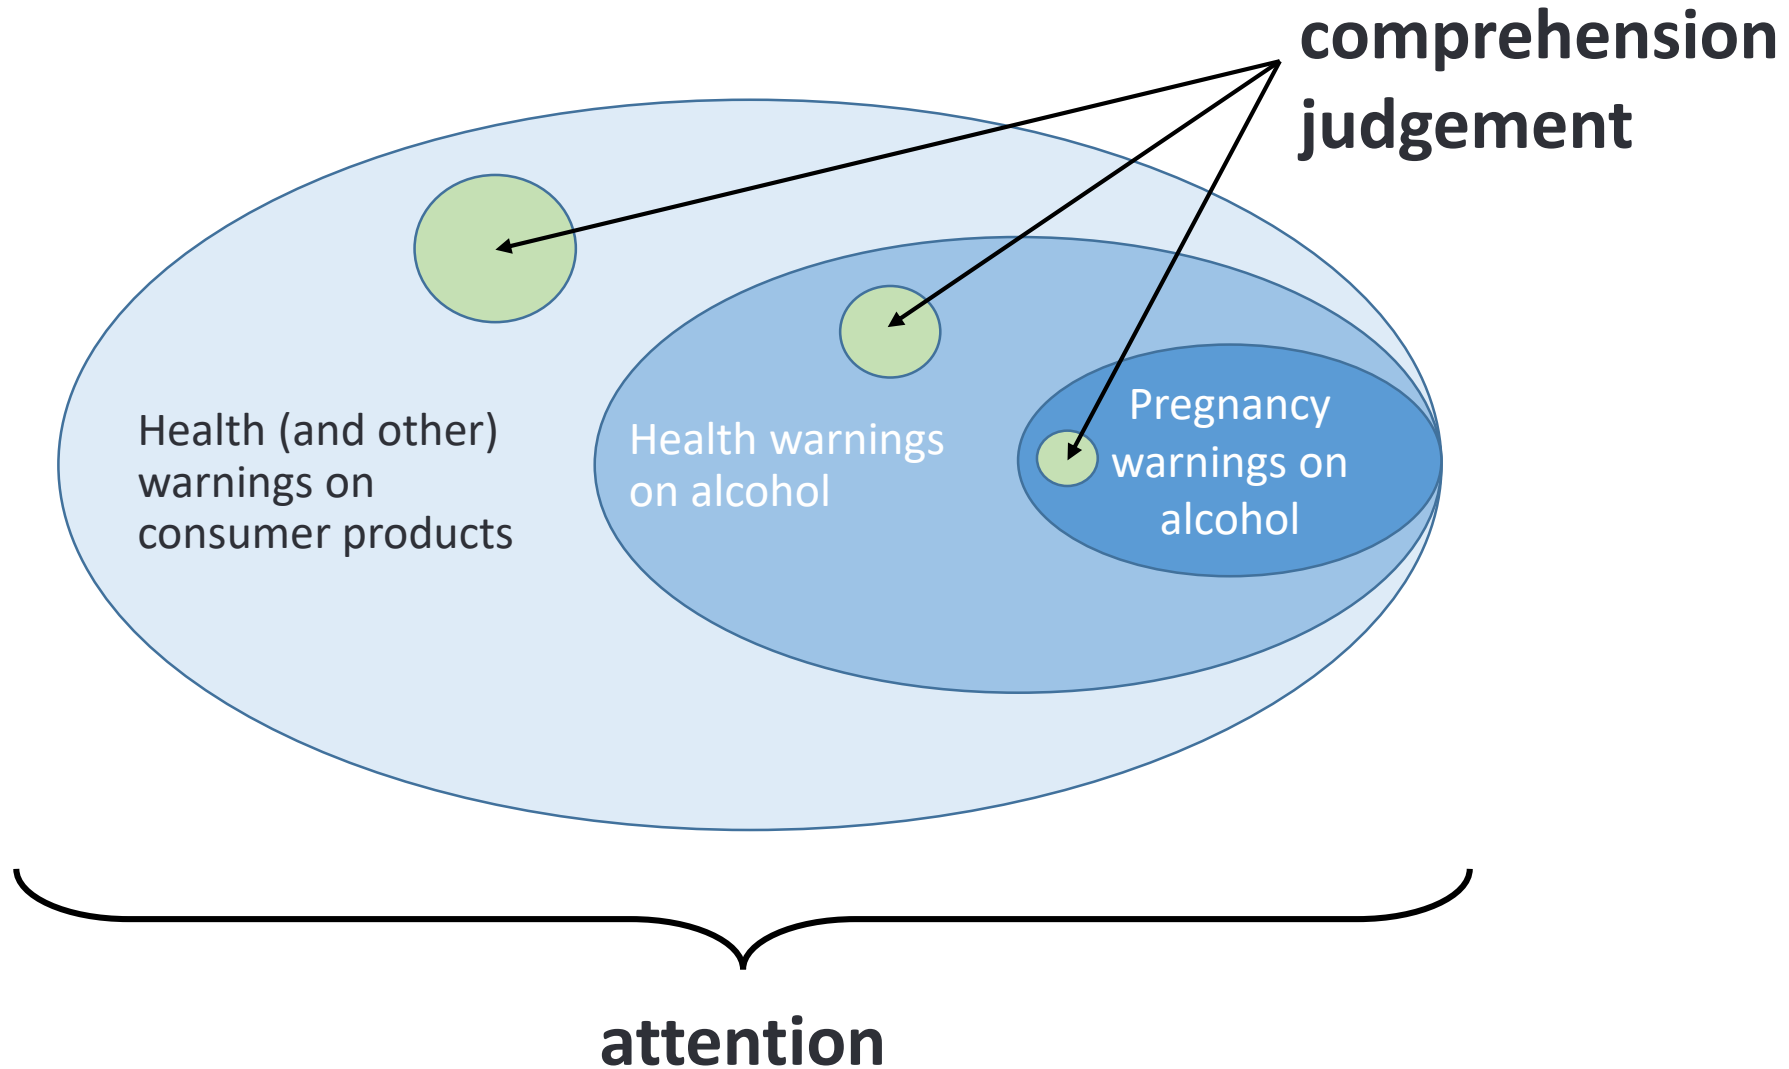 comprehension
judgement
Health (and other)
warnings on
consumer products
Health warnings
on alcohol
Pregnancy
warnings on
alcohol
attention